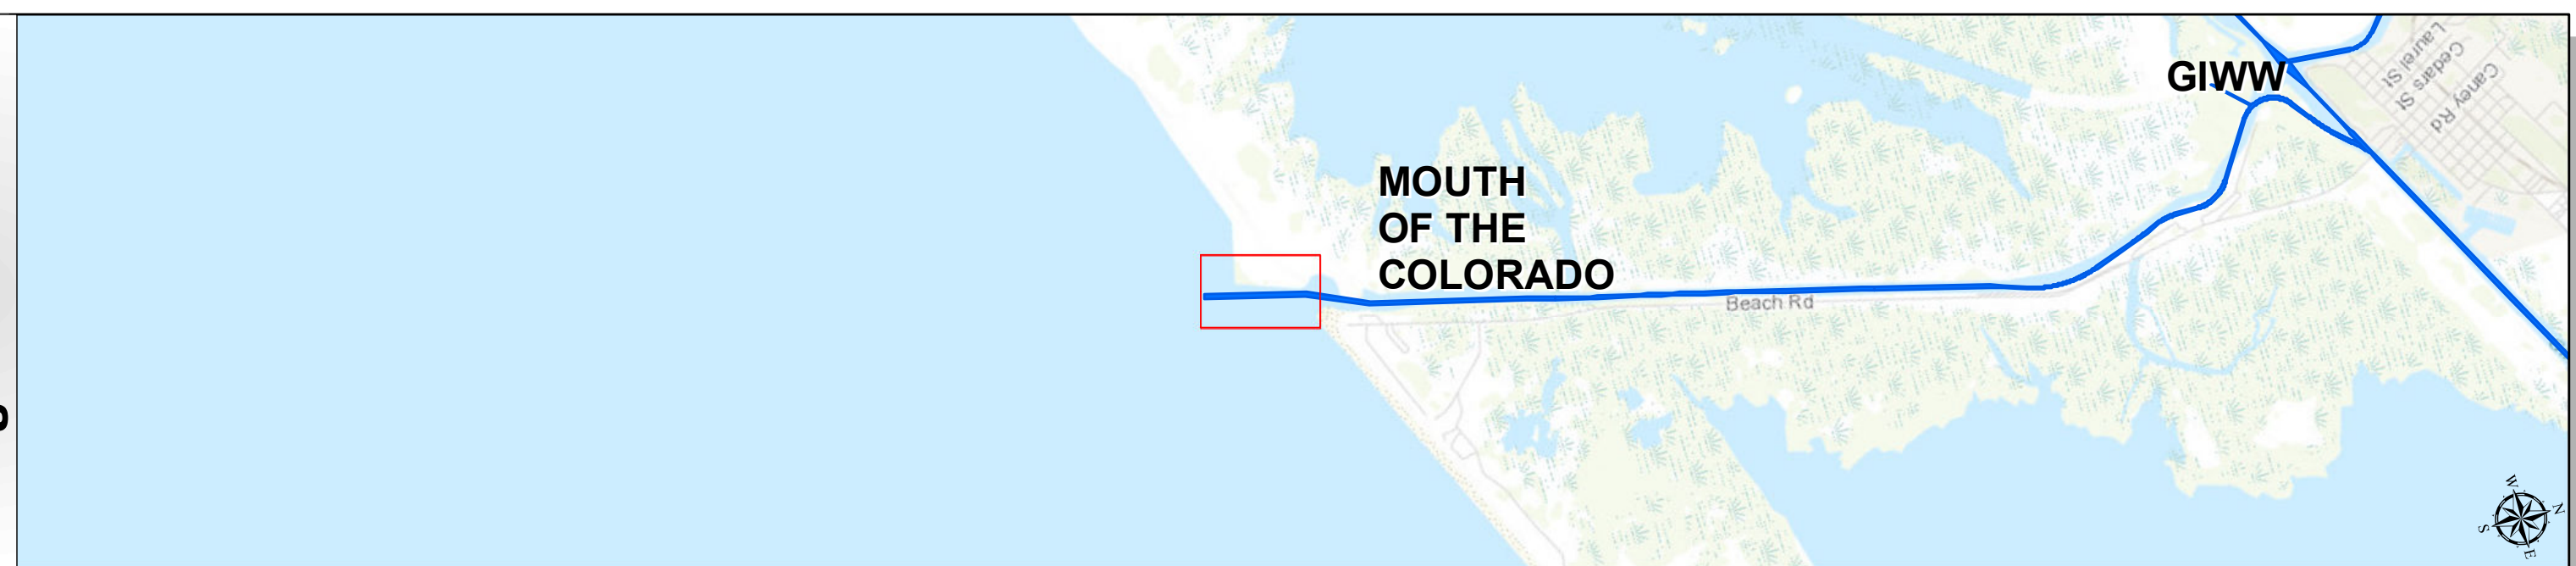 Laurel St
Cedars St
Caney Rd
GIWW
MOUTH
OF THE
COLORADO
Beach Rd
W
N
S
E